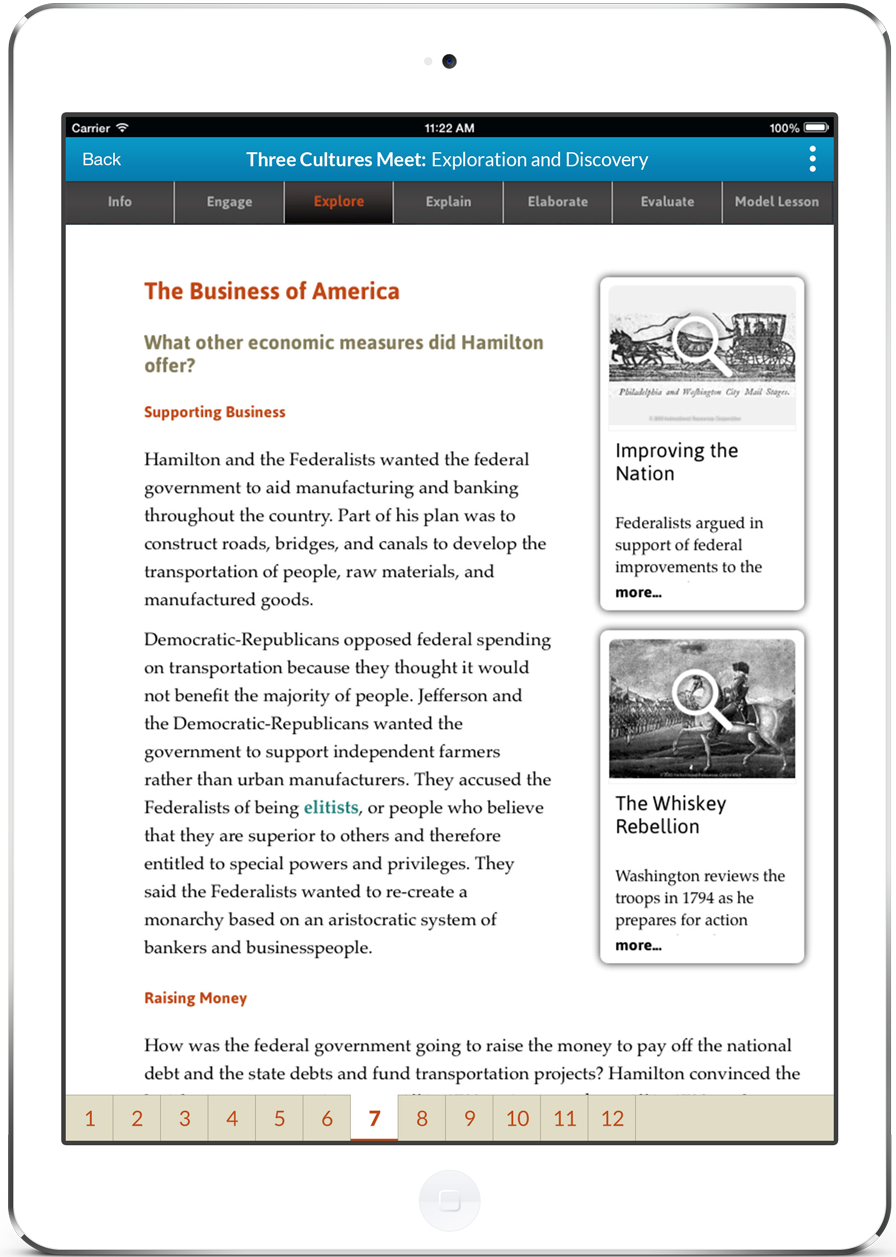 Carrier 11:22 AM 100%
Back Three Cultures Meet: Exploration and Discovery
Info Engage Explore Explain Elaborate Evaluate Model Lesson
The Business of America
What other economic measures did Hamilton
offer?
Supporting Business
Hamilton and the Federalists wanted the federal
government to aid manufacturing and banking
throughout the country. Part of his plan was to
construct roads, bridges, and canals to develop the
transportation of people, raw materials, and
manufactured goods.
Democratic-Republicans opposed federal spending
on transportation because they thought it would
not benefit the majority of people. Jefferson and
the Democratic-Republicans wanted the
government to support independent farmers
rather than urban manufacturers. They accused the
Federalists of being elitists, or people who believe
that they are superior to others and therefore
entitled to special powers and privileges. They
said the Federalists wanted to re-create a
monarchy based on an aristocratic system of
bankers and businesspeople.
Raising Money
How was the federal government going to raise the money to pay off the national
debt and the state debts and fund transportation projects? Hamilton convinced the
Philadelphia and Washington City Mail Stages.
Improving the
Nation
Federalists argued in
support of federal
improvements to the
more...
The Whiskey
Rebellion
Washington reviews the
troops in 1794 as he
prepares for action
more...
1 2 3 4 5 6 7 8 9 10 11 12